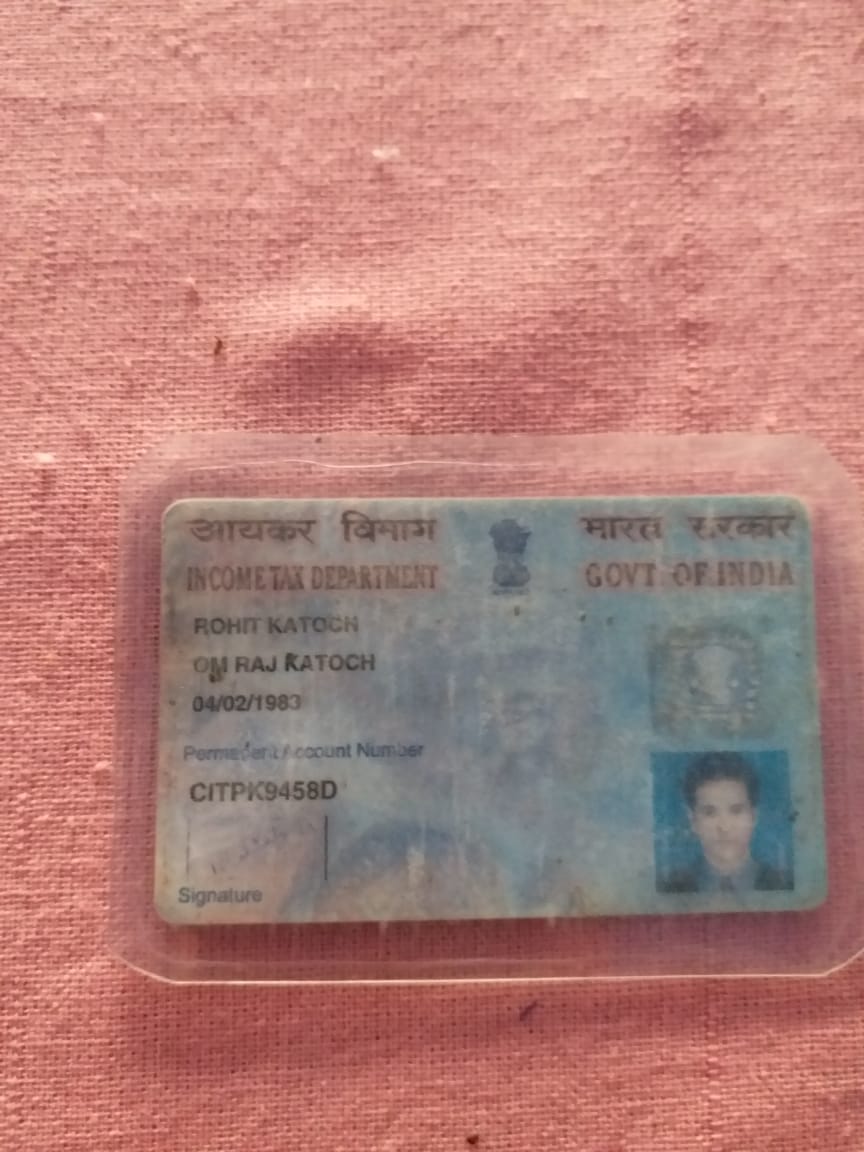 आयकर विभाग
भारत सरकार
INCOME TAX DEPARTMENT
GOVT OF INDIA
ROHIT KATOCH
OM RAJ KATOCH
04/02/1983
Permanent Account Number
CITPK9458D
Signature